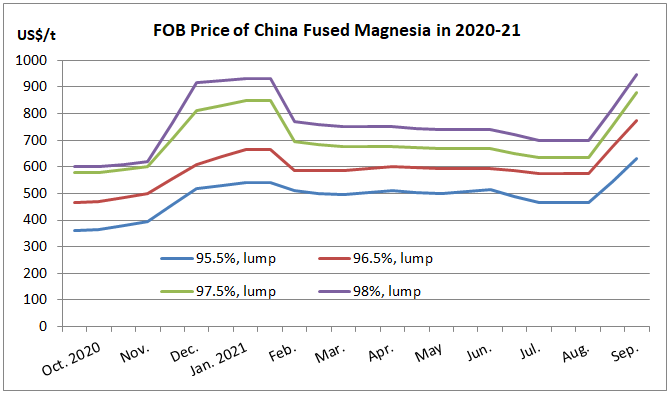 FOB Price of China Fused Magnesia in 2020-21
US$/t
1000
900
800
700
600
500
400
300
200
100
0
95.5%, lump 96.5%, lump
97.5%, lump 98%, lump
Oct. 2020 Nov. Dec. Jan. 2021 Feb. Mar. Apr. May Jun. Jul. Aug. Sep.